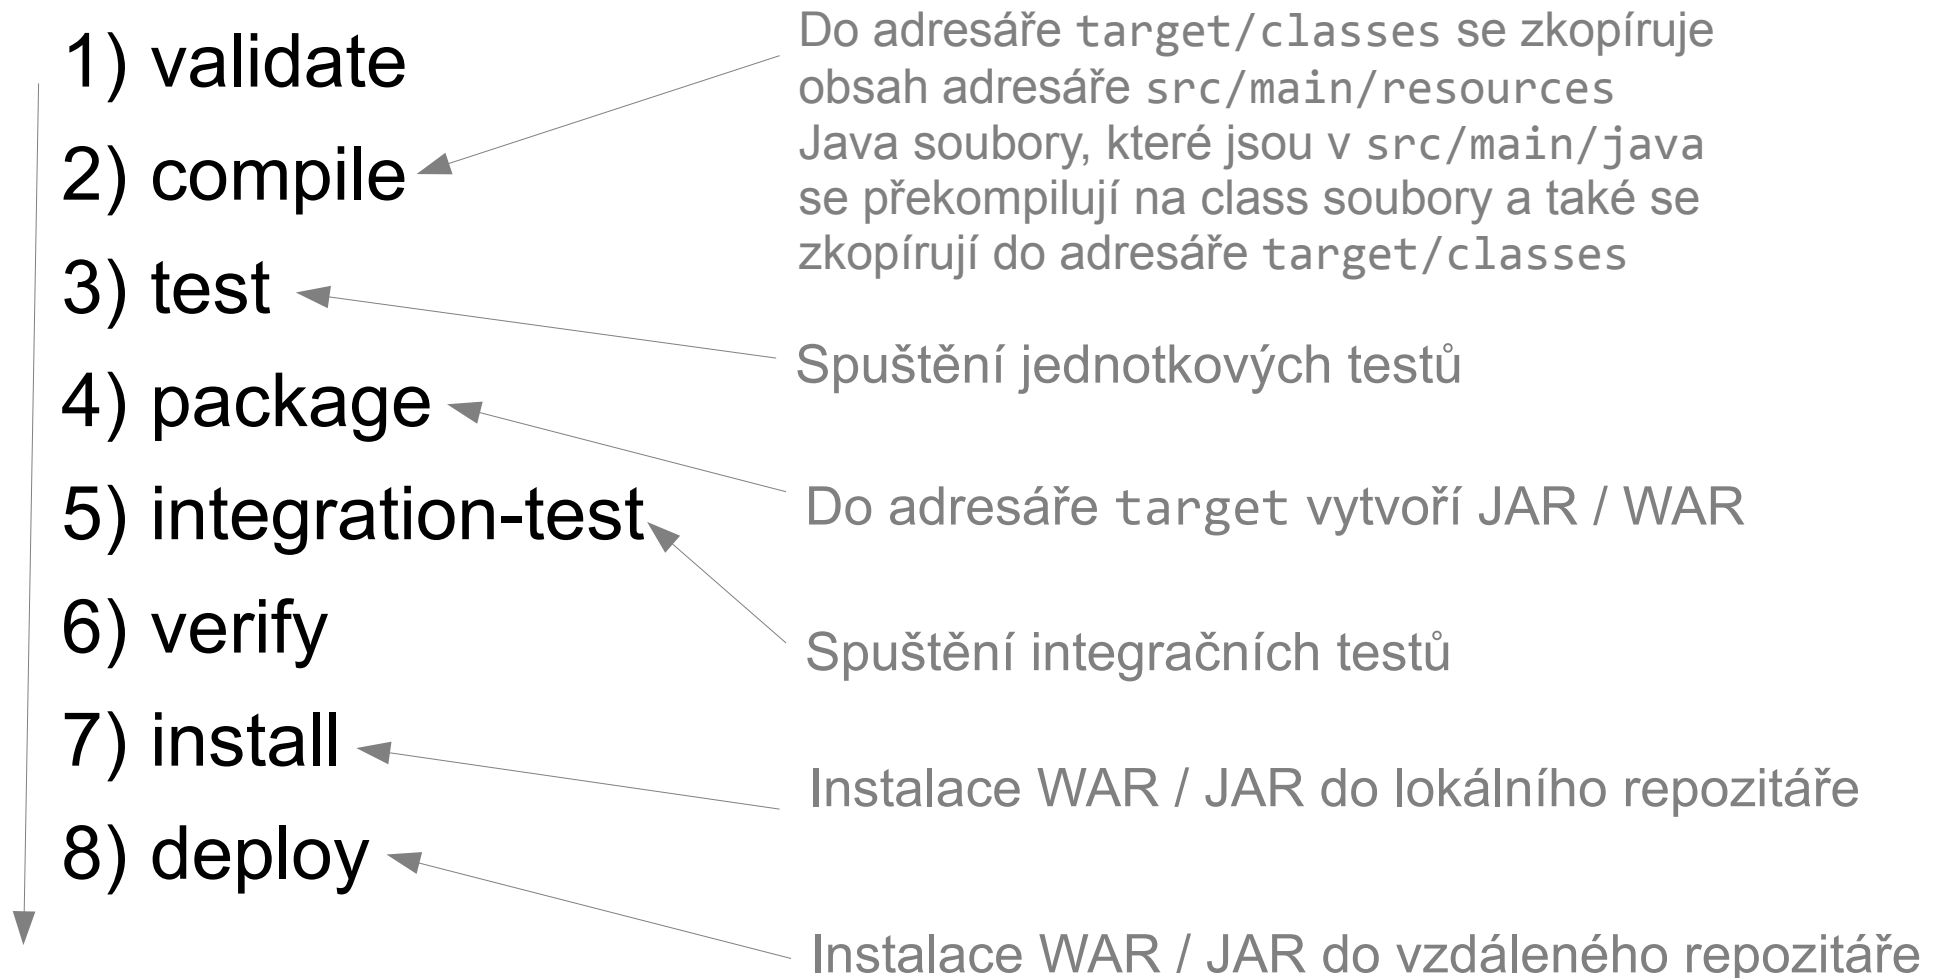 1) validate
2) compile
3) test
4) package
5) integration-test
6) verify
7) install
8) deploy
Do adresáře target/classes se zkopíruje
obsah adresáře src/main/resources
Java soubory, které jsou v src/main/java
se překompilují na class soubory a také se
zkopírují do adresáře target/classes
Spuštění jednotkových testů
Do adresáře target vytvoří JAR / WAR
Spuštění integračních testů
Instalace WAR / JAR do lokálního repozitáře
Instalace WAR / JAR do vzdáleného repozitáře